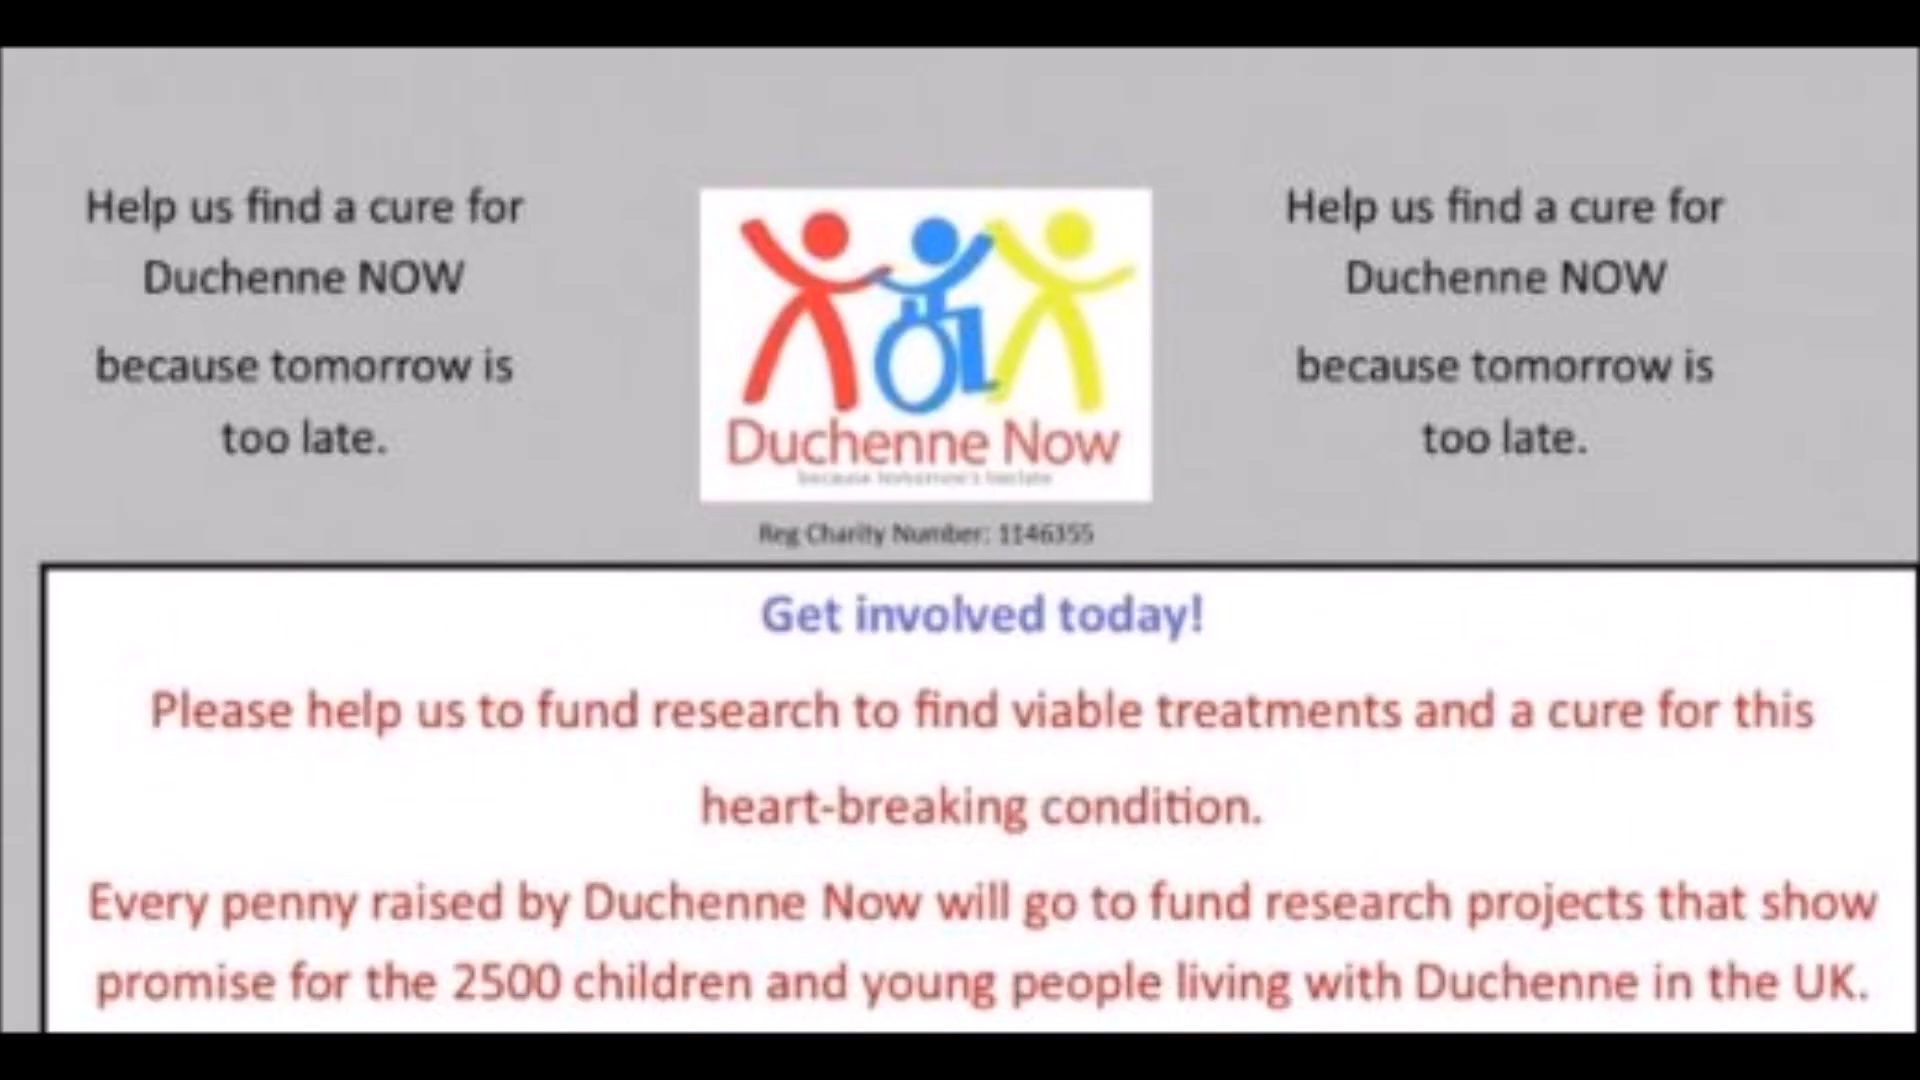 Help us find a cure for
Duchenne NOW
because tomorrow is
too late.
Duchenne Now
because tomorrow's too late
Reg Charity Number: 1146355
Help us find a cure for
Duchenne NOW
because tomorrow is
too late.
Get involved today!
Please help us to fund research to find viable treatments and a cure for this
heart-breaking condition.
Every penny raised by Duchenne Now will go to fund research projects that show
promise for the 2500 children and young people living with Duchenne in the UK.